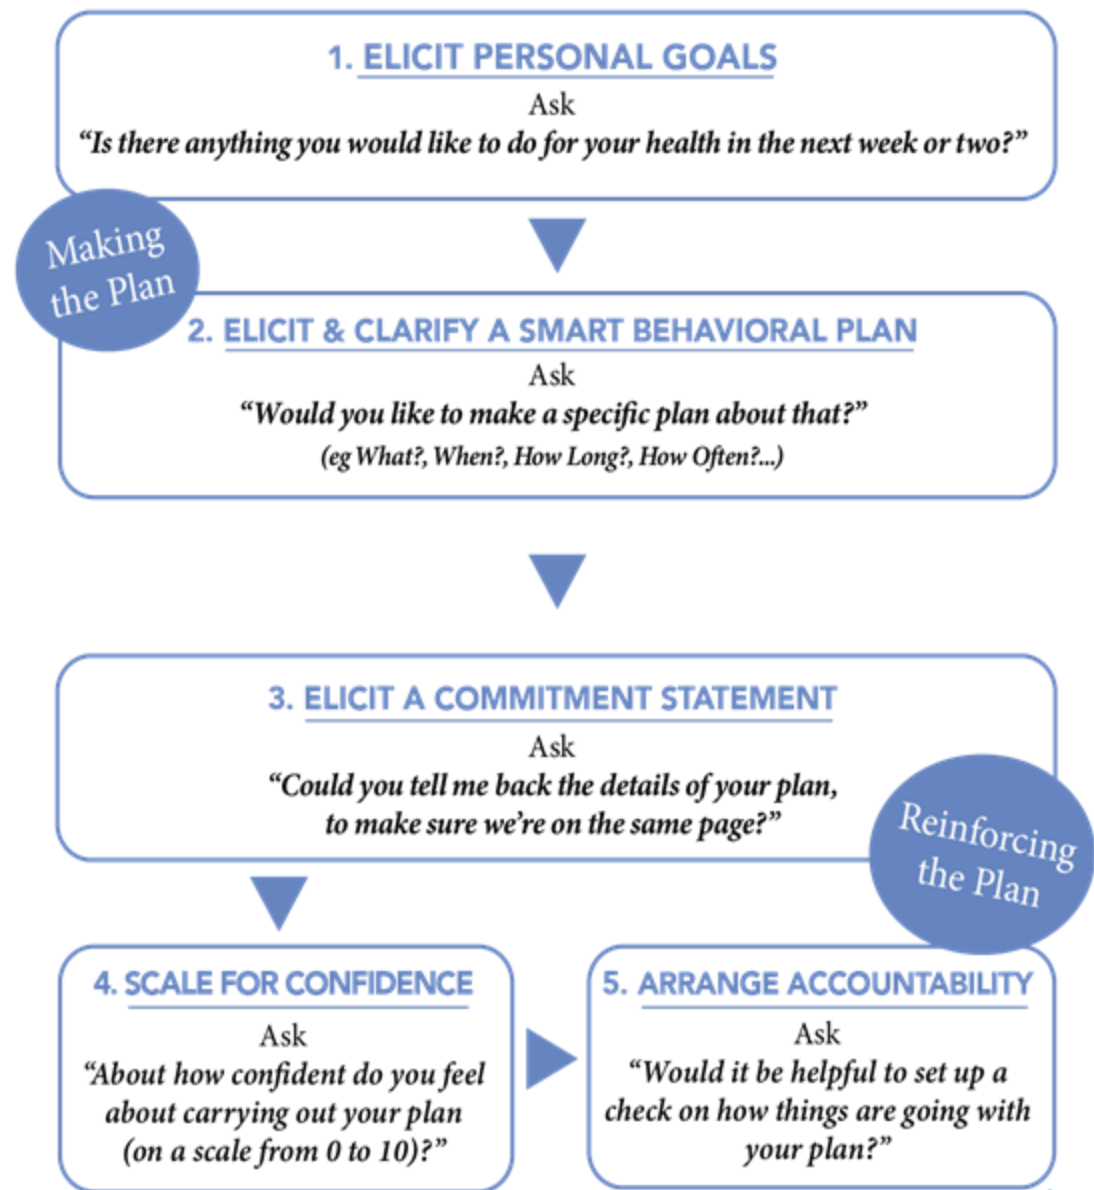 1. ELICIT PERSONAL GOALS
Ask
“Is there anything you would like to do for your health in the next week or two?”
Making
the Plan
2. ELICIT & CLARIFY A SMART BEHAVIORAL PLAN
Ask
“Would you like to make a specific plan about that?”
(eg What?, When?, How Long?, How Often?...)
3. ELICIT A COMMITMENT STATEMENT
Ask
“Could you tell me back the details of your plan,
to make sure we’re on the same page?”
Reinforcing
the Plan
4. SCALE FOR CONFIDENCE
Ask
“About how confident do you feel
about carrying out your plan
(on a scale from 0 to 10)?”
5. ARRANGE ACCOUNTABILITY
Ask
“Would it be helpful to set up a
check on how things are going with
your plan?”